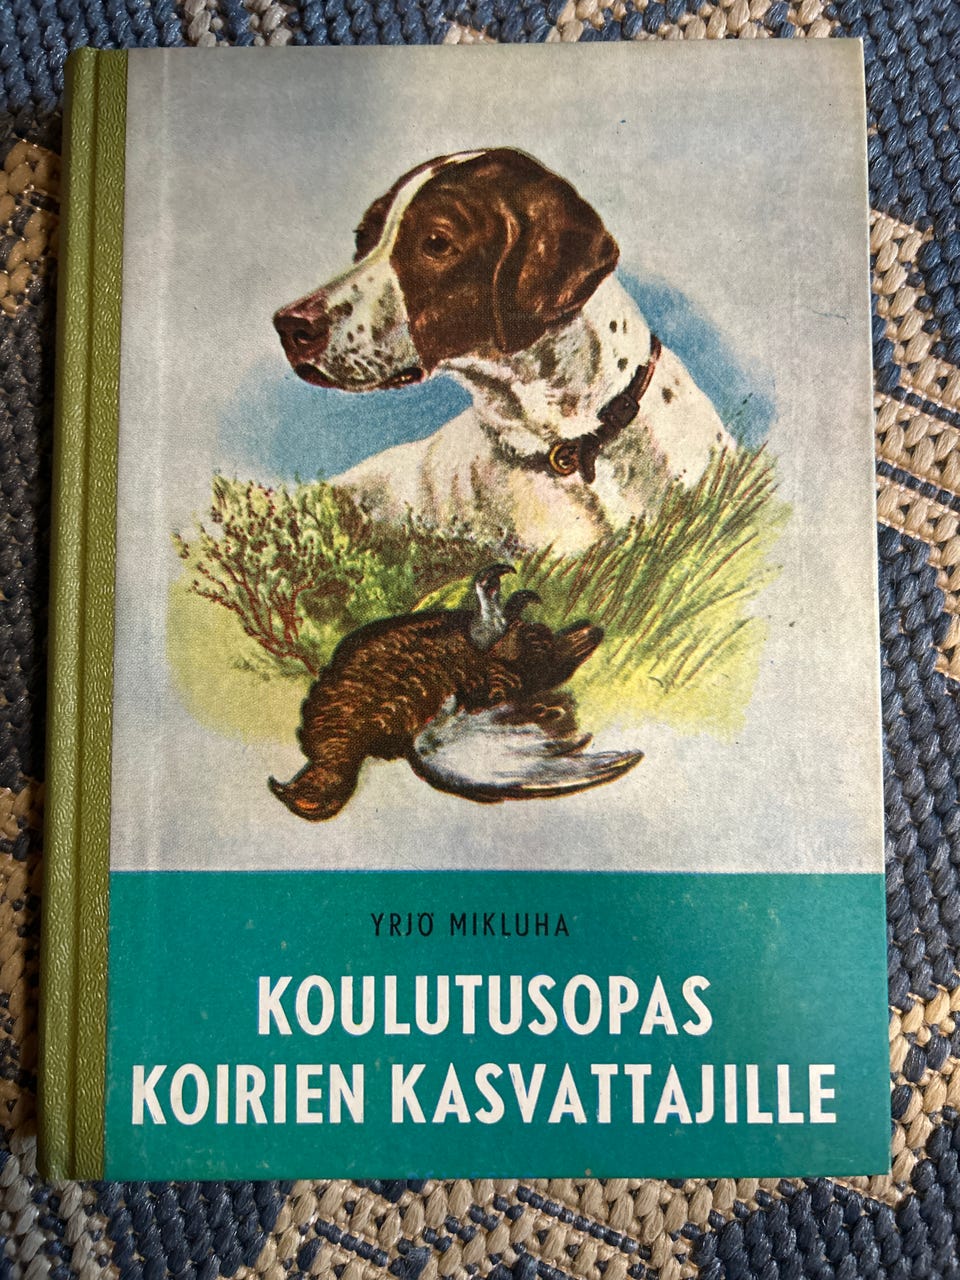 YRJÖ MIKLUHA
KOULUTUSOPAS
KOIRIEN KASVATTAJILLE